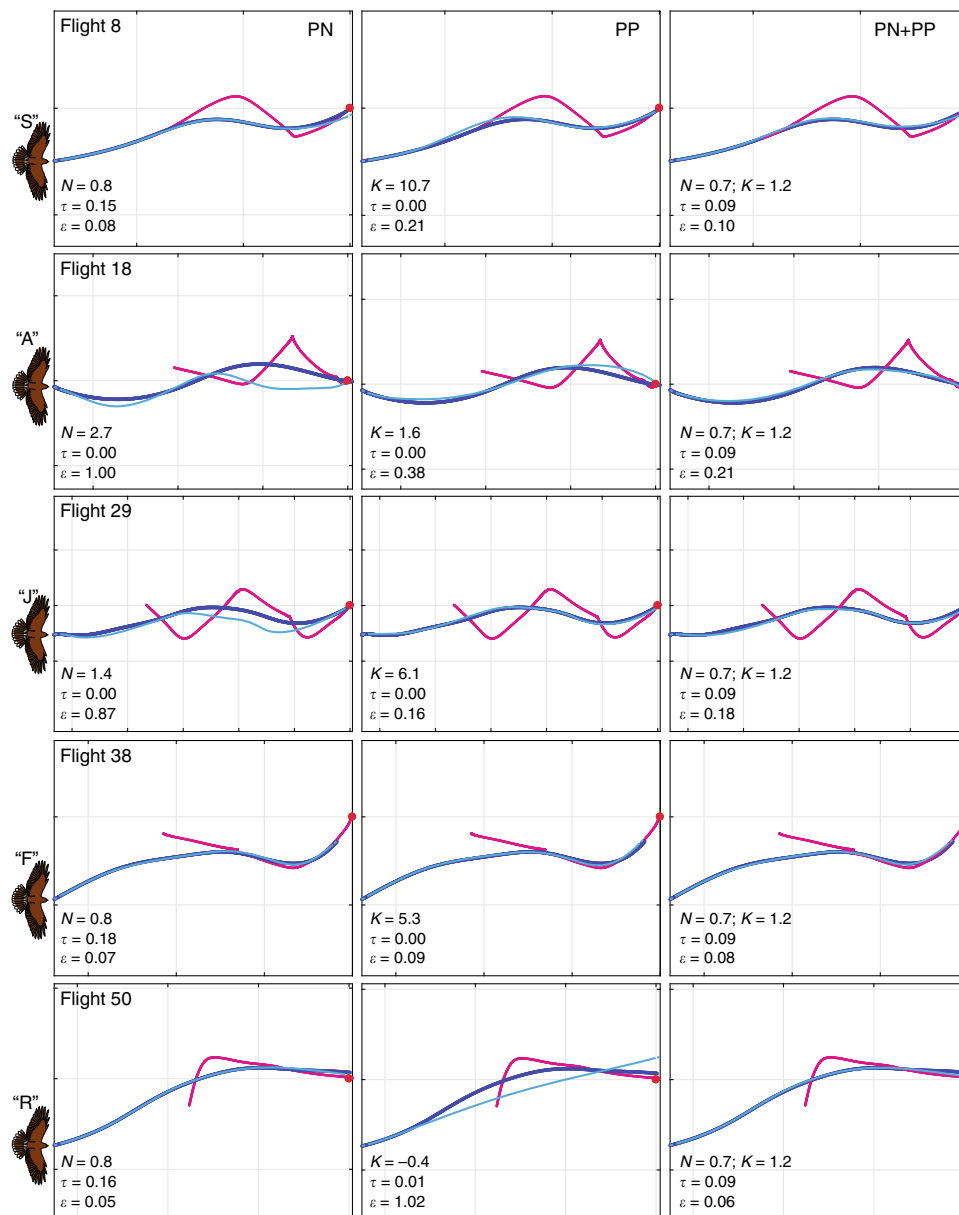 Flight 8 PN PP PN+PP
“S”
N = 0.8
τ = 0.15
ε = 0.08
K = 10.7
τ = 0.00
ε = 0.21
N = 0.7; K = 1.2
τ = 0.09
ε = 0.10
Flight 18
“A”
N = 2.7
τ = 0.00
ε = 1.00
K = 1.6
τ = 0.00
ε = 0.38
N = 0.7; K = 1.2
τ = 0.09
ε = 0.21
Flight 29
“J”
N = 1.4
τ = 0.00
ε = 0.87
K = 6.1
τ = 0.00
ε = 0.16
N = 0.7; K = 1.2
τ = 0.09
ε = 0.18
Flight 38
“F”
N = 0.8
τ = 0.18
ε = 0.07
K = 5.3
τ = 0.00
ε = 0.09
N = 0.7; K = 1.2
τ = 0.09
ε = 0.08
Flight 50
“R”
N = 0.8
τ = 0.16
ε = 0.05
K = –0.4
τ = 0.01
ε = 1.02
N = 0.7; K = 1.2
τ = 0.09
ε = 0.06